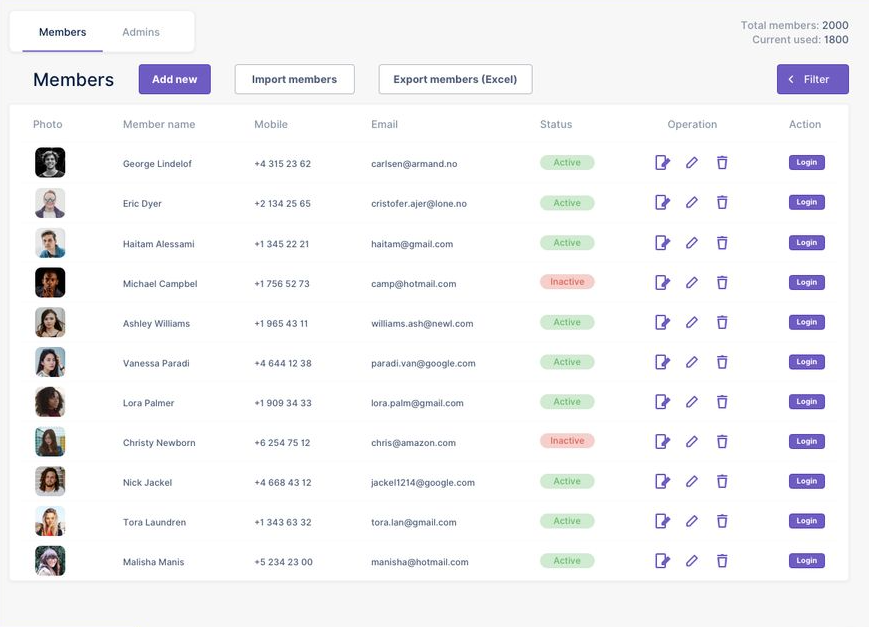 Members Admins
Total members: 2000
Current used: 1800
Members Add new Import members Export members (Excel) Filter
Photo Member name Mobile Email Status Operation Action
George Lindelof +4 315 23 62 carlsen@armand.no Active Login
Eric Dyer +2 134 25 65 cristofer.ajer@lone.no Active Login
Haitam Alessami +1 345 22 21 haitam@gmail.com Active Login
Michael Campbel +1 756 52 73 camp@hotmail.com Inactive Login
Ashley Williams +1 965 43 11 williams.ash@newl.com Active Login
Vanessa Paradi +4 644 12 38 paradi.van@google.com Active Login
Lora Palmer +1 909 34 33 lora.palm@gmail.com Active Login
Christy Newborn +6 254 75 12 chris@amazon.com Inactive Login
Nick Jackel +4 668 43 12 jackel1214@google.com Active Login
Tora Laundren +1 343 63 32 tora.lan@gmail.com Active Login
Malisha Manis +5 234 23 00 manisha@hotmail.com Active Login